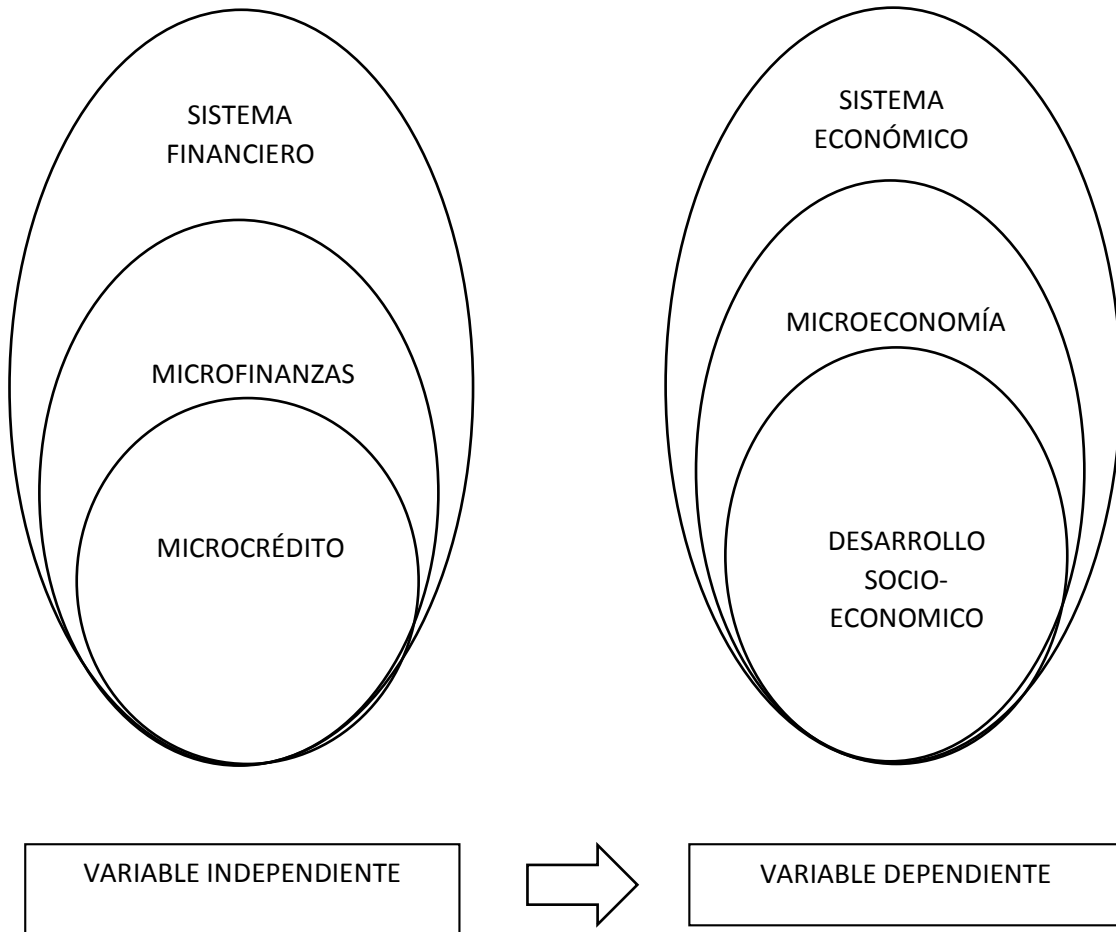 SISTEMA
FINANCIERO
MICROFINANZAS
MICROCRÉDITO
SISTEMA
ECONÓMICO
MICROECONOMÍA
DESARROLLO
SOCIO-
ECONOMICO
VARIABLE INDEPENDIENTE
VARIABLE DEPENDIENTE